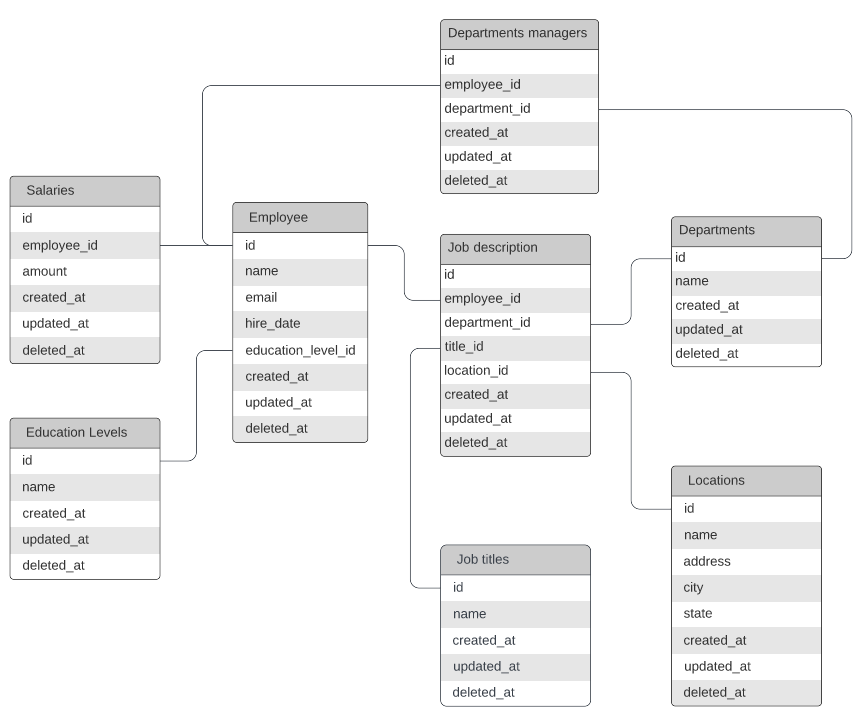 Departments managers
id
employee_id
department_id
created_at
updated_at
deleted_at
Salaries
id
employee_id
amount
created_at
updated_at
deleted_at
Employee
id
name
email
hire_date
education_level_id
created_at
updated_at
deleted_at
Job description
id
employee_id
department_id
title_id
location_id
created_at
updated_at
deleted_at
Departments
id
name
created_at
updated_at
deleted_at
Education Levels
id
name
created_at
updated_at
deleted_at
Job titles
id
name
created_at
updated_at
deleted_at
Locations
id
name
address
city
state
created_at
updated_at
deleted_at